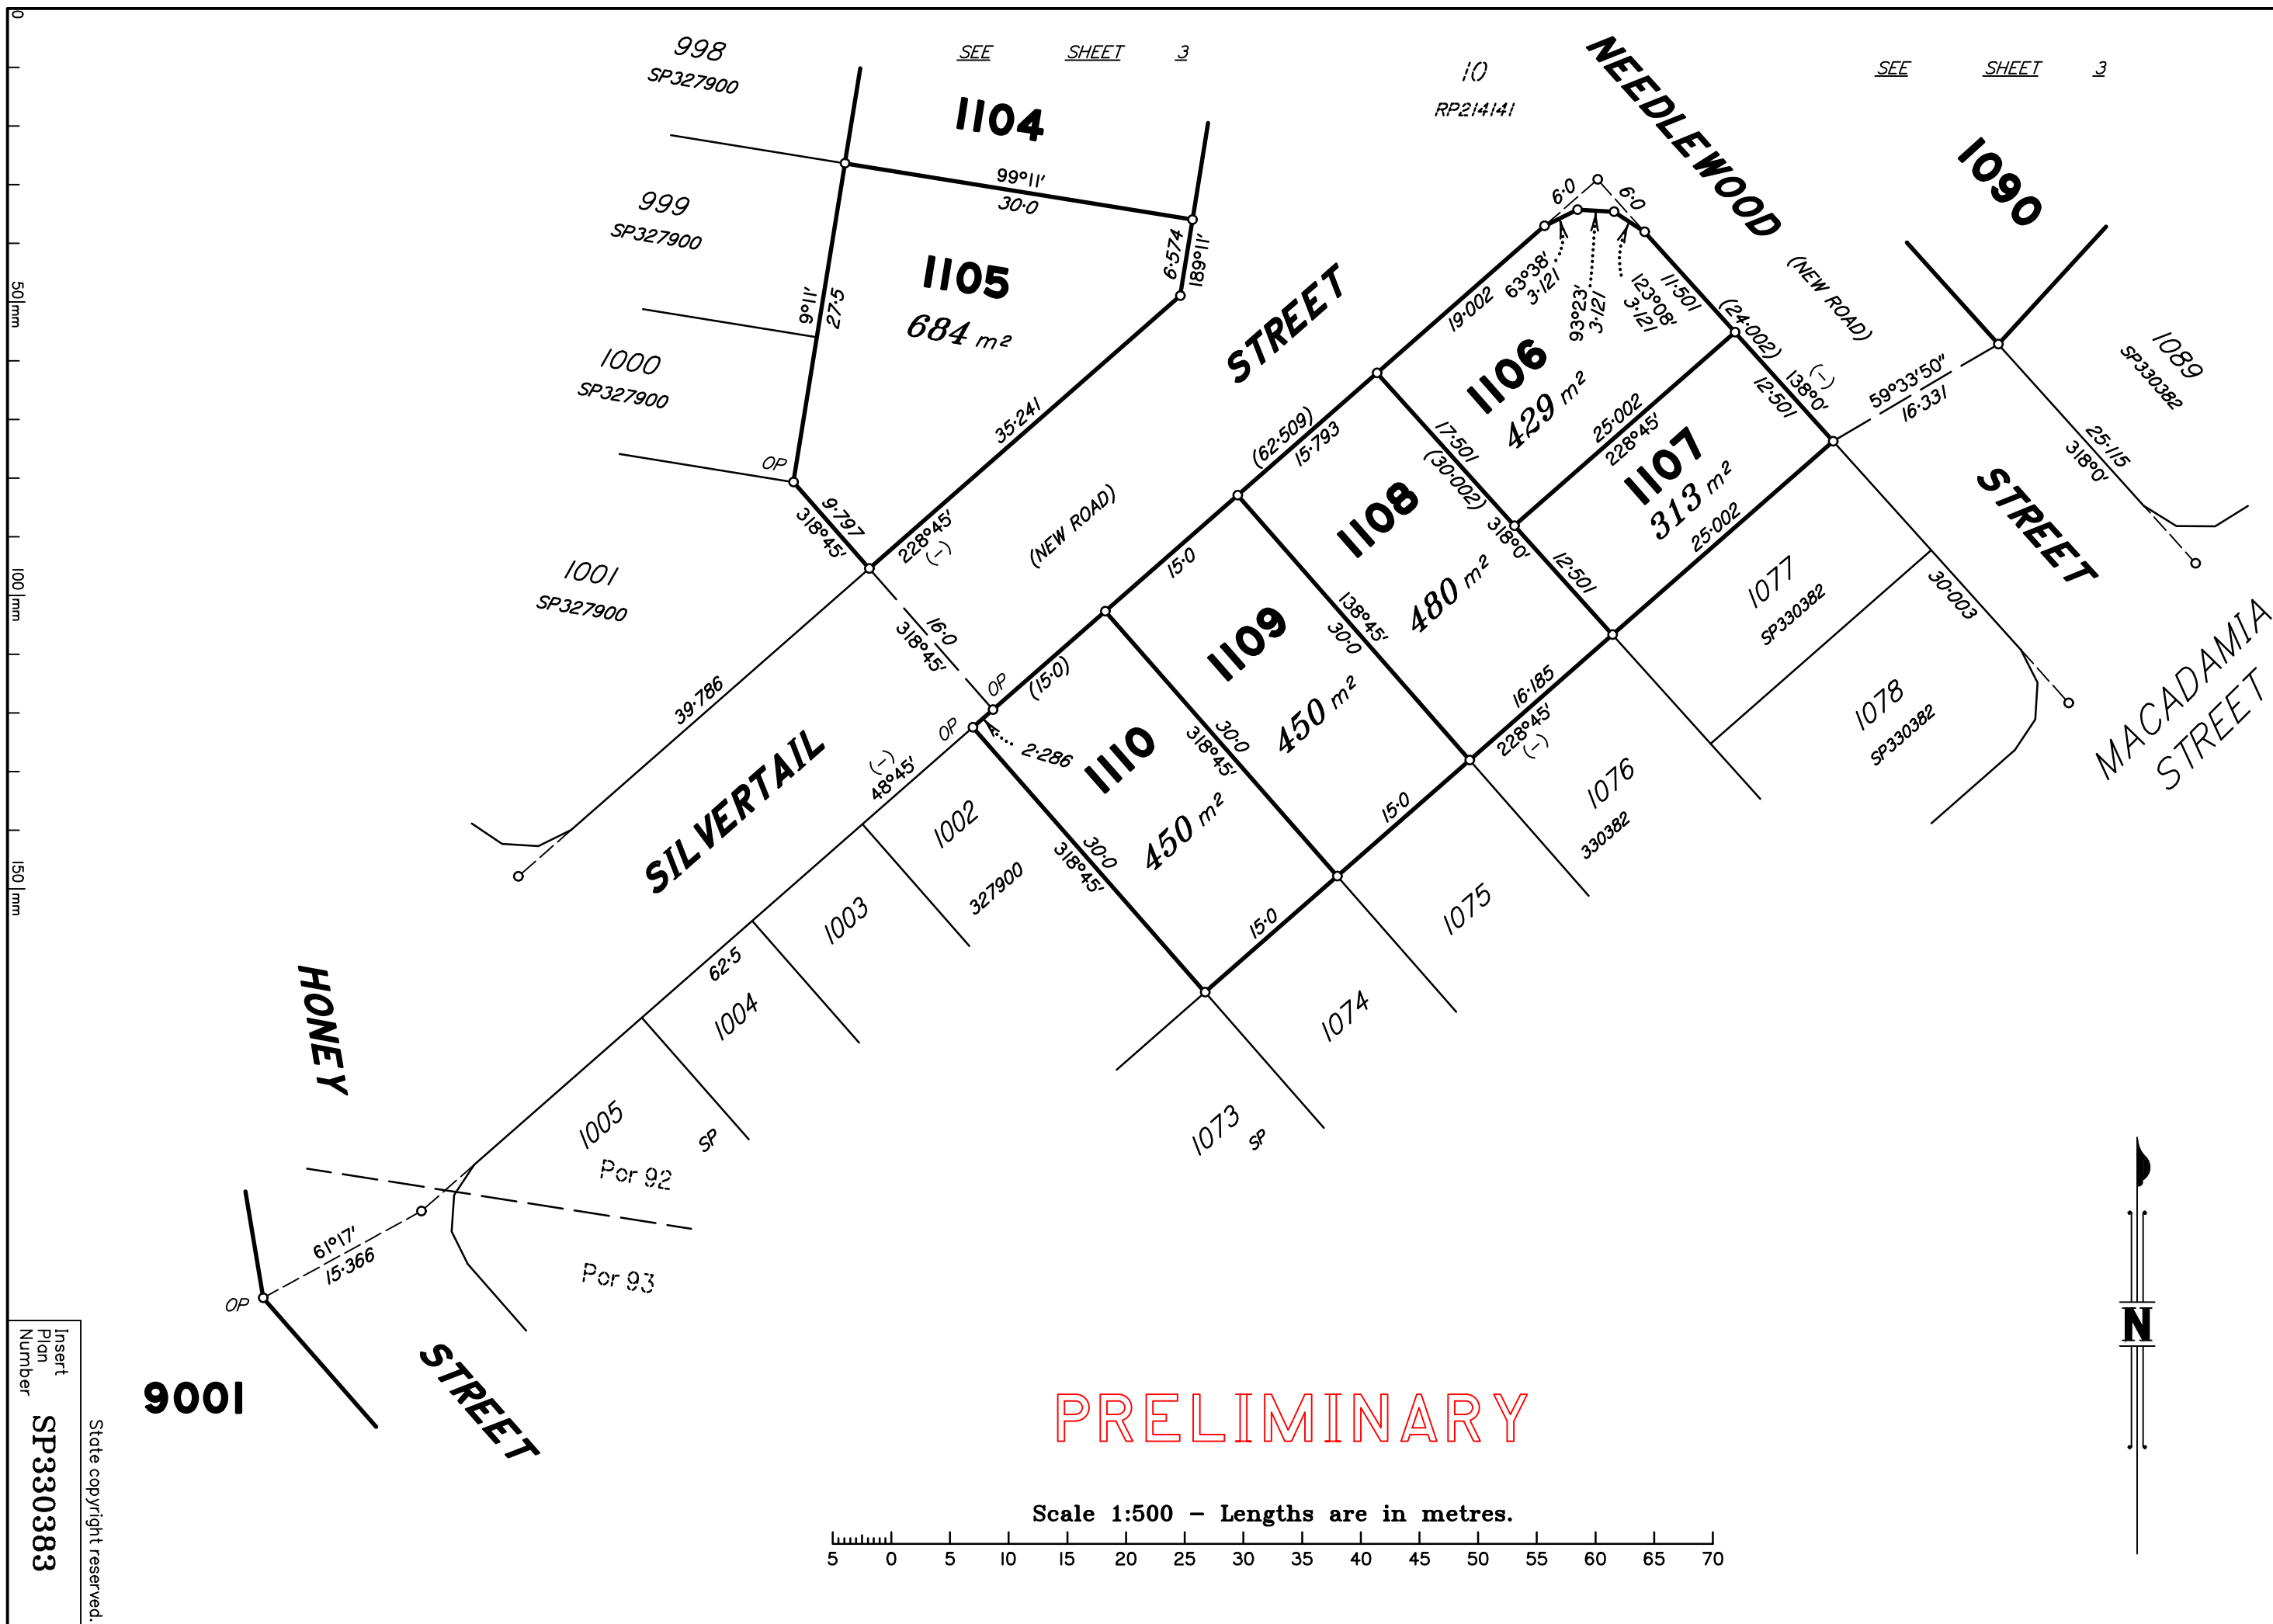 998
SP327900
SEE SHEET 3
1104
10
RP214141
NEEDLEWOOD
STREET
(NEW ROAD)
SEE SHEET 3
1090
999
SP327900
99°11'
30·0
6·574
189°11'
1105
684 m²
9°11'
27·5
35·241
1000
SP327900
OP
9·797
318°45'
228°45'
(-)
1001
SP327900
STREET
(NEW ROAD)
6·0
6·0
63°38'
3·121
93°23'
3·121
123°08'
3·121
19·002
11·501
(24·002)
138°0'
(-)
12·501
1106
429 m²
17·501
(30·002)
318°0'
25·002
228°45'
1107
313 m²
25·002
12·501
59°33'50"
16·331
1089
SP330382
25·115
318°0'
(62·509)
15·793
1108
480 m²
138°45'
30·0
15·0
1109
450 m²
30·0
318°45'
16·185
228°45'
(-)
15·0
1077
SP330382
30·003
1078
SP330382
MACADAMIA
STREET
16·0
318°45'
OP
(15·0)
OP
2·286
1110
450 m²
30·0
318°45'
15·0
39·786
SILVERTAIL
(-)
48°45'
1002
327900
1003
62·5
1004
1005
SP
1076
330382
1075
1074
1073
SP
HONEY
STREET
Por 92
Por 93
61°17'
15·366
OP
9001
PRELIMINARY
N
Scale 1:500 – Lengths are in metres.
5 0 5 10 15 20 25 30 35 40 45 50 55 60 65 70
0
50mm
100mm
150mm
Insert
Plan
Number
SP330383
State copyright reserved.